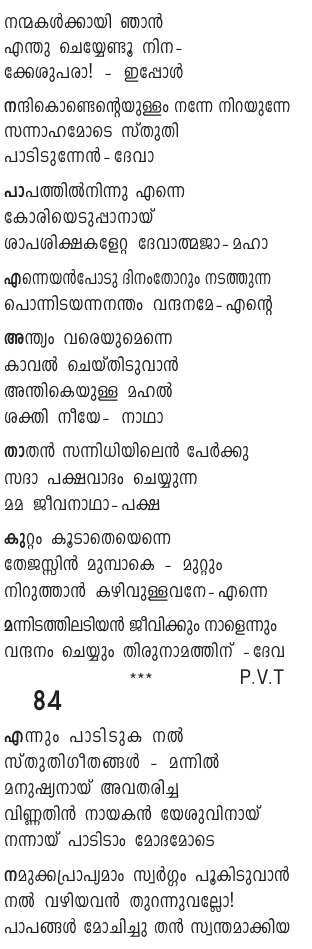 നന്മകൾക്കായി ഞാൻ
എന്തു ചെയ്യേണ്ടൂ നിന-
ക്കേശുപരാ! - ഇപ്പോൾ
നന്ദികൊണ്ടെന്റെയുള്ളം നന്നേ നിറയുന്നേ
സന്നാഹമോടെ സ്തുതി
പാടിടുന്നേൻ-ദേവാ
പാപത്തിൽനിന്നു എന്നെ
കോരിയെടുപ്പാനായ്
ശാപശിക്ഷകളേറ്റ ദേവാത്മജാ-മഹാ
എന്നെയൻപോടു ദിനംതോറും നടത്തുന്ന
പൊന്നിടയന്നനന്തം വന്ദനമേ-എന്റെ
അന്ത്യം വരെയുമെന്നെ
കാവൽ ചെയ്തിടുവാൻ
അന്തികെയുള്ള മഹൽ
ശക്തി നീയേ- നാഥാ
താതൻ സന്നിധിയിലെൻ പേർക്കു
സദാ പക്ഷവാദം ചെയ്യുന്ന
മമ ജീവനാഥാ-പക്ഷ
കുറ്റം കൂടാതെയെന്നെ
തേജസ്സിൻ മുമ്പാകെ - മുറ്റും
നിറുത്താൻ കഴിവുള്ളവനേ-എന്നെ
മന്നിടത്തിലടിയൻ ജീവിക്കും നാളെന്നും
വന്ദനം ചെയ്യും തിരുനാമത്തിന് -ദേവ
*** P.V.T
84
എന്നും പാടിടുക നൽ
സ്തുതിഗീതങ്ങൾ - മന്നിൽ
മനുഷ്യനായ് അവതരിച്ച
വിണ്ണതിൻ നായകൻ യേശുവിനായ്
നന്നായ് പാടിടാം മോദമോടെ
നമുക്കപ്രാപ്യമാം സ്വർഗ്ഗം പൂകിടുവാൻ
നൽ വഴിയവൻ തുറന്നുവല്ലോ!
പാപങ്ങൾ മോചിച്ചു തൻ സ്വന്തമാക്കിയ